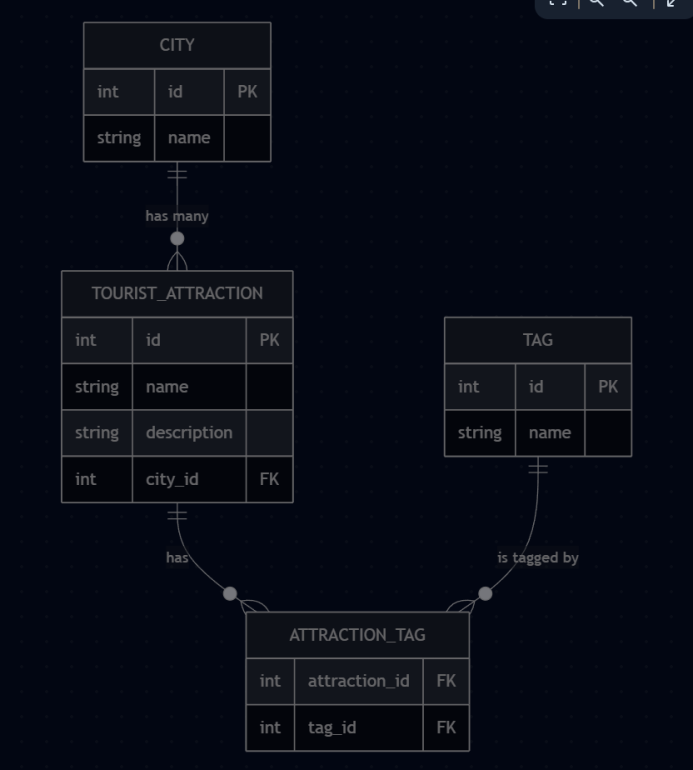 CITY
int id PK
string name
has many
TOURIST_ATTRACTION
int id PK
string name
string description
int city_id FK
TAG
int id PK
string name
has
is tagged by
ATTRACTION_TAG
int attraction_id FK
int tag_id FK